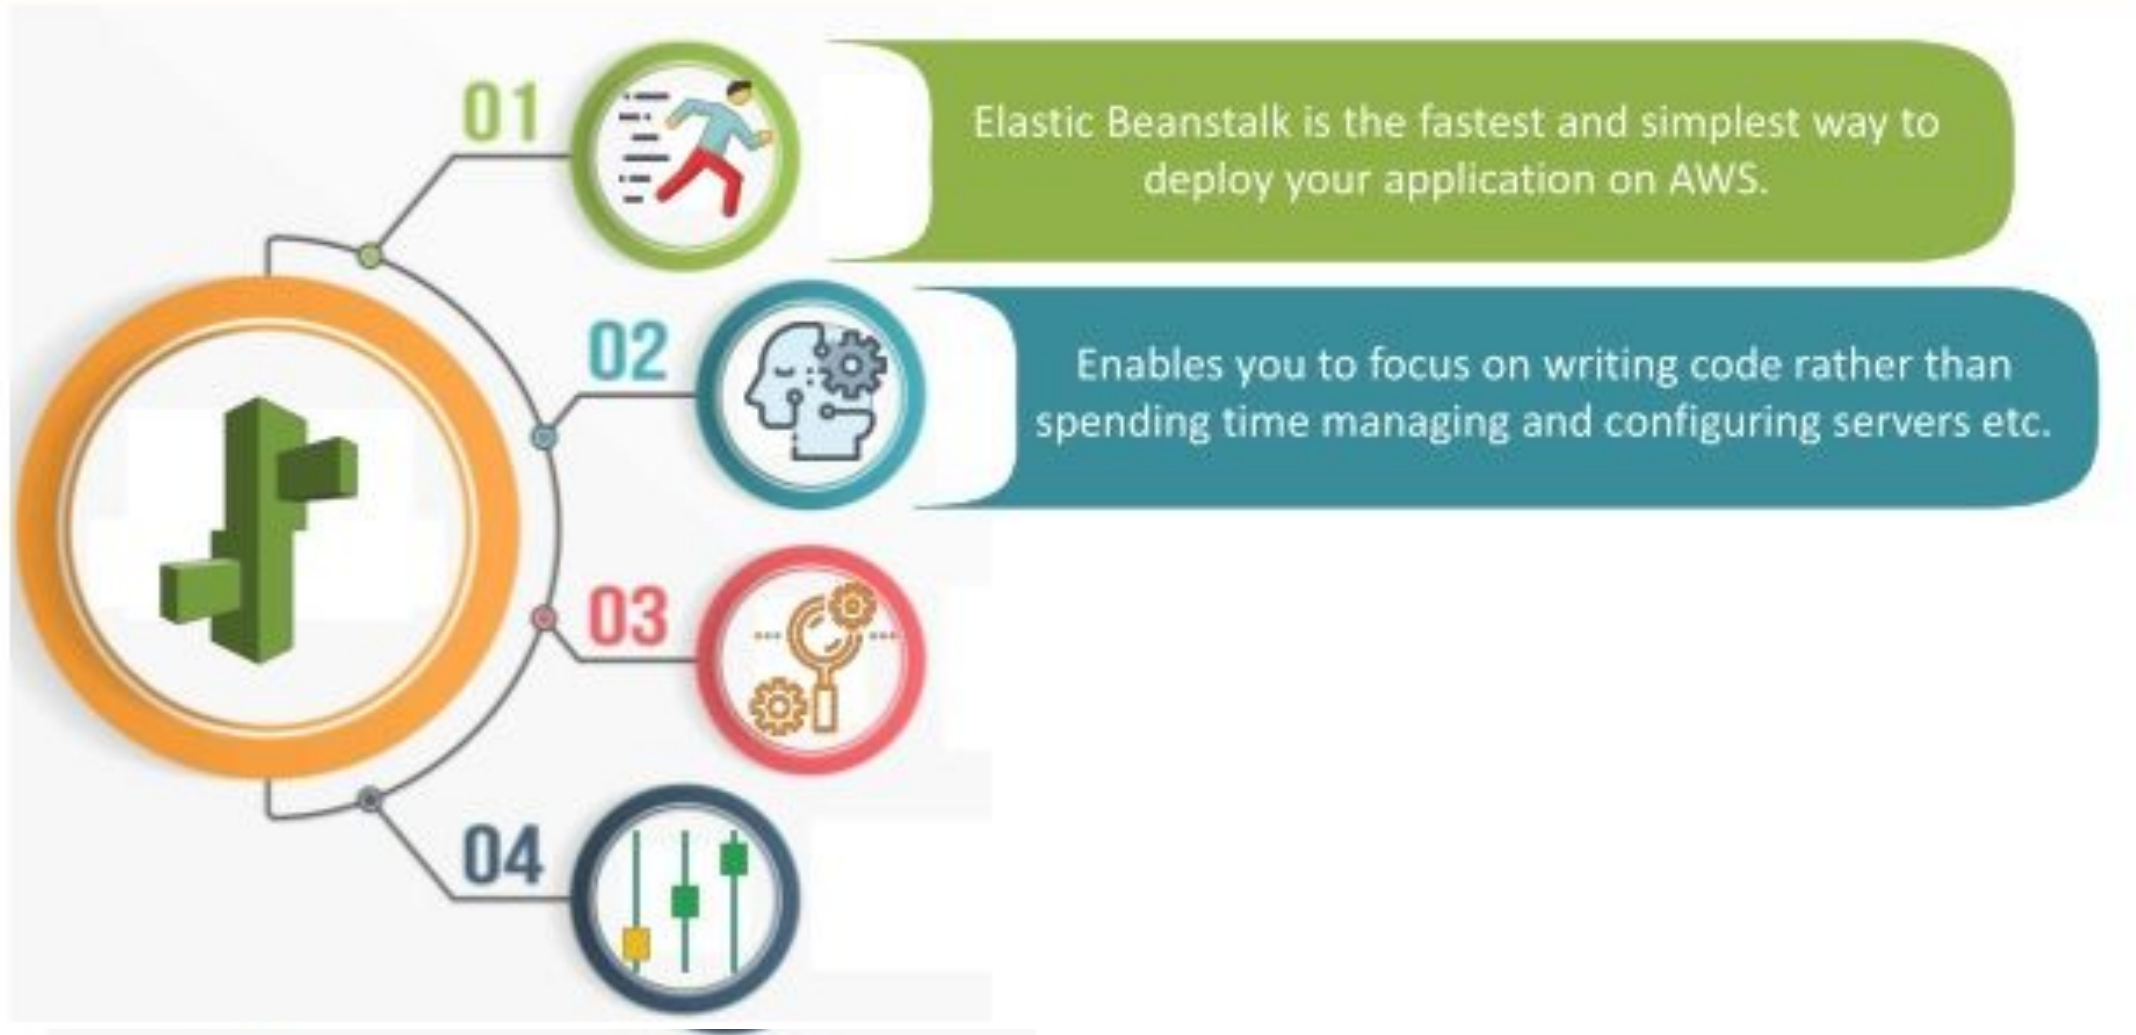 01
Elastic Beanstalk is the fastest and simplest way to
deploy your application on AWS.
02
Enables you to focus on writing code rather than
spending time managing and configuring servers etc.
03
04